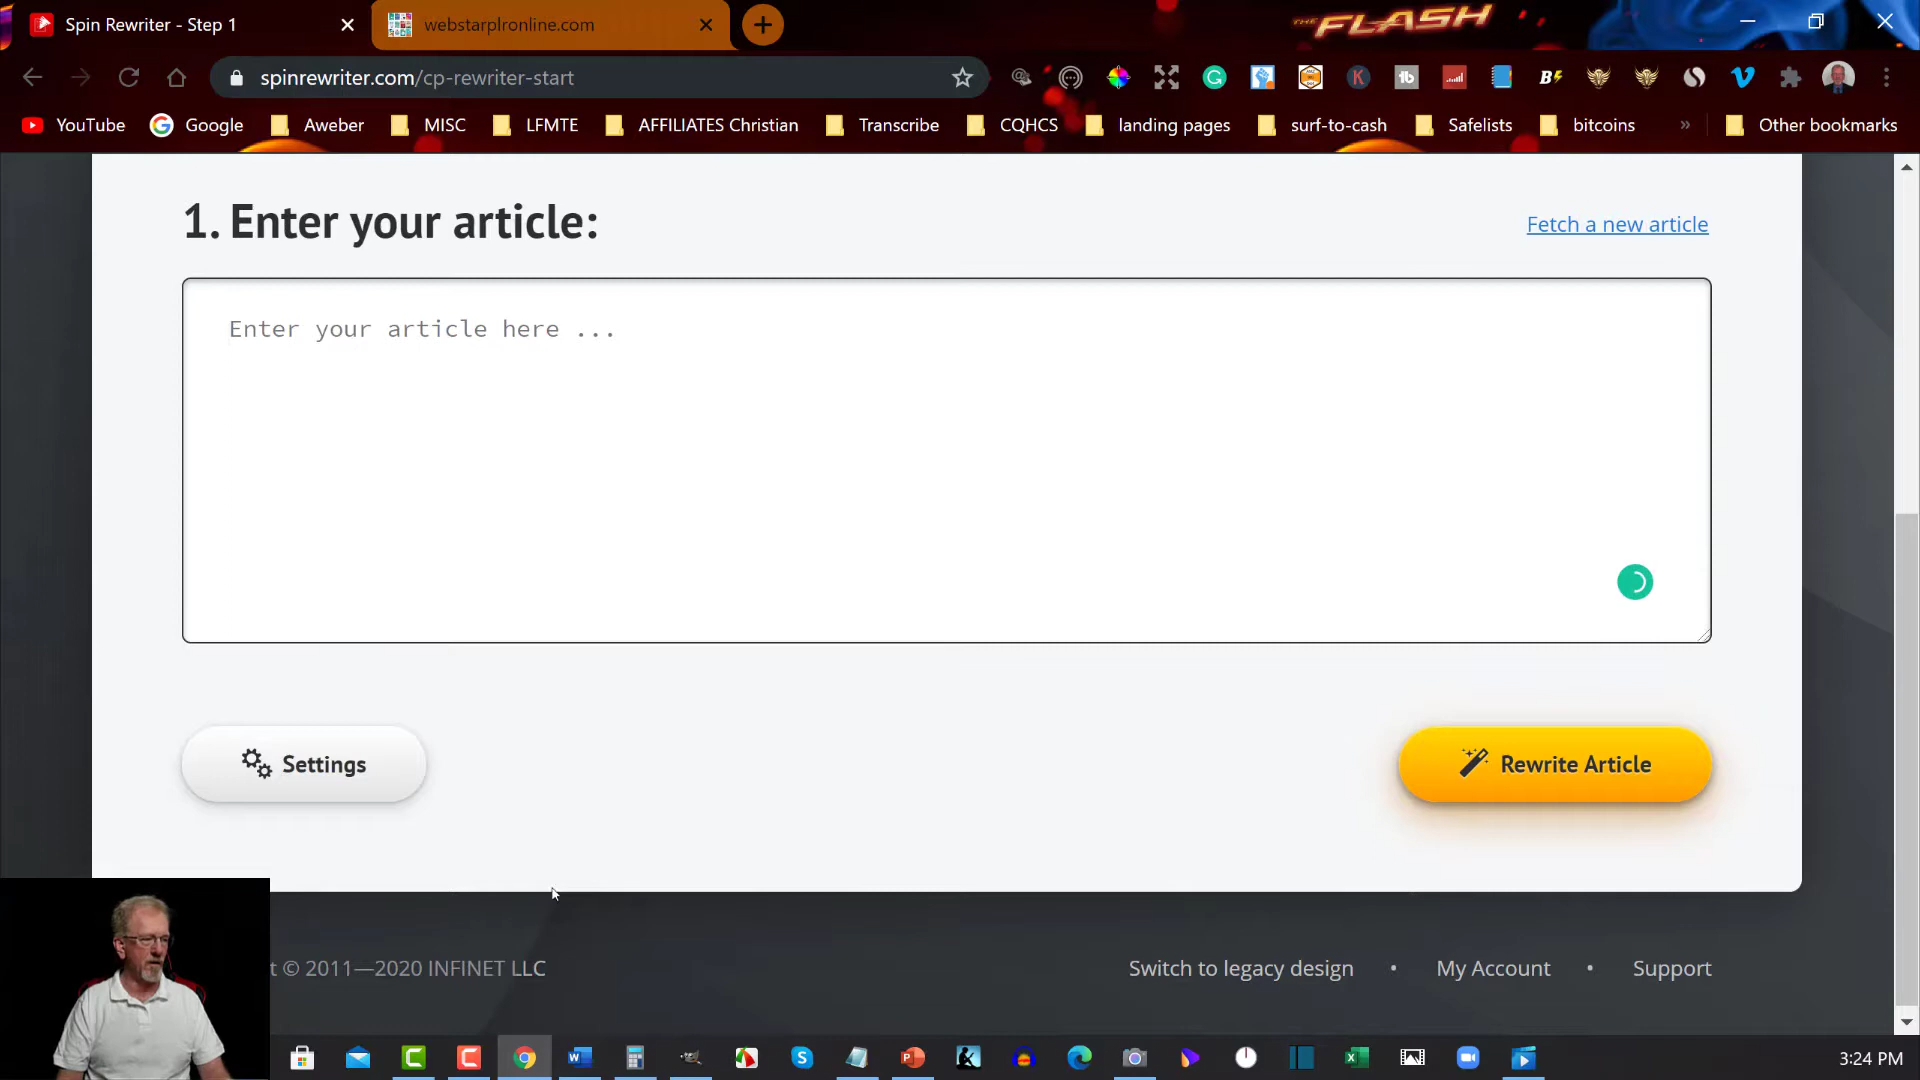 Spin Rewriter - Step 1
webstarplronline.com
THE FLASH
spinrewriter.com/cp-rewriter-start
YouTube
Google
Aweber
MISC
LFMTE
AFFILIATES Christian
Transcribe
CQHCS
landing pages
surf-to-cash
Safelists
bitcoins
»
Other bookmarks
1. Enter your article:
Fetch a new article
Enter your article here ...
Settings
Rewrite Article
t © 2011—2020 INFINET LLC
Switch to legacy design • My Account • Support
3:24 PM